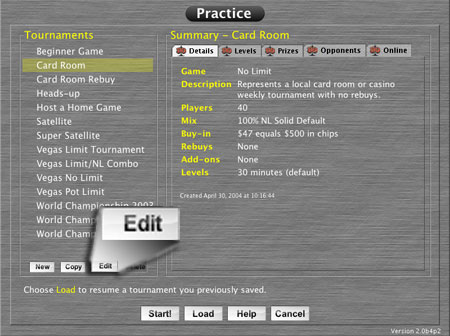 Practice
Tournaments
Beginner Game
Card Room
Card Room Rebuy
Heads-up
Host a Home Game
Satellite
Super Satellite
Vegas Limit Tournament
Vegas Limit/NL Combo
Vegas No Limit
Vegas Pot Limit
World Championship 2003
World Champ
World Champ
Edit
New Copy Edit
Summary - Card Room
Details Levels Prizes Opponents Online
Game No Limit
Description Represents a local card room or casino
weekly tournament with no rebuys.
Players 40
Mix 100% NL Solid Default
Buy-in $47 equals $500 in chips
Rebuys None
Add-ons None
Levels 30 minutes (default)
Created April 30, 2004 at 10:16:44
Choose Load to resume a tournament you previously saved.
Start! Load Help Cancel
Version 2.0b4p2